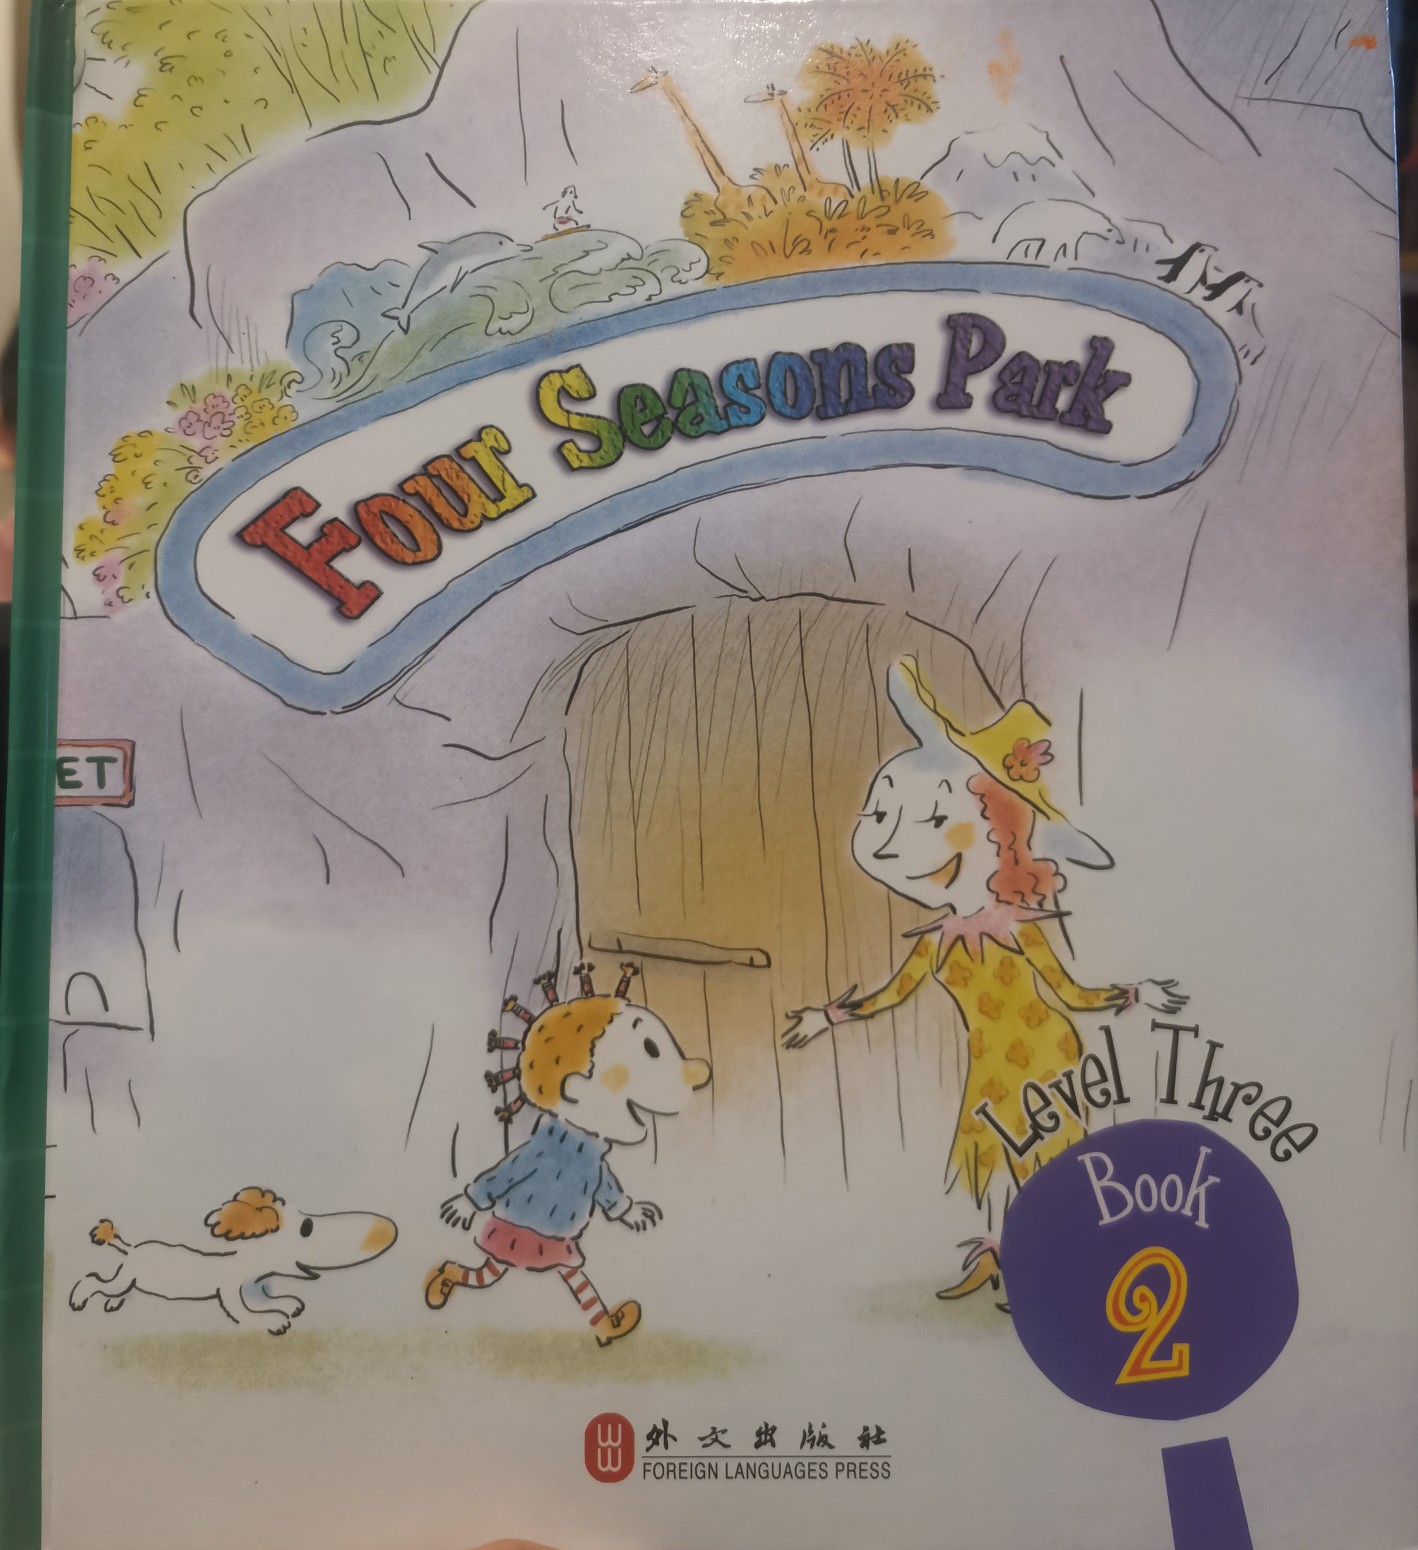 Four Seasons Park
ET
Level Three
Book
2
外文出版社
FOREIGN LANGUAGES PRESS